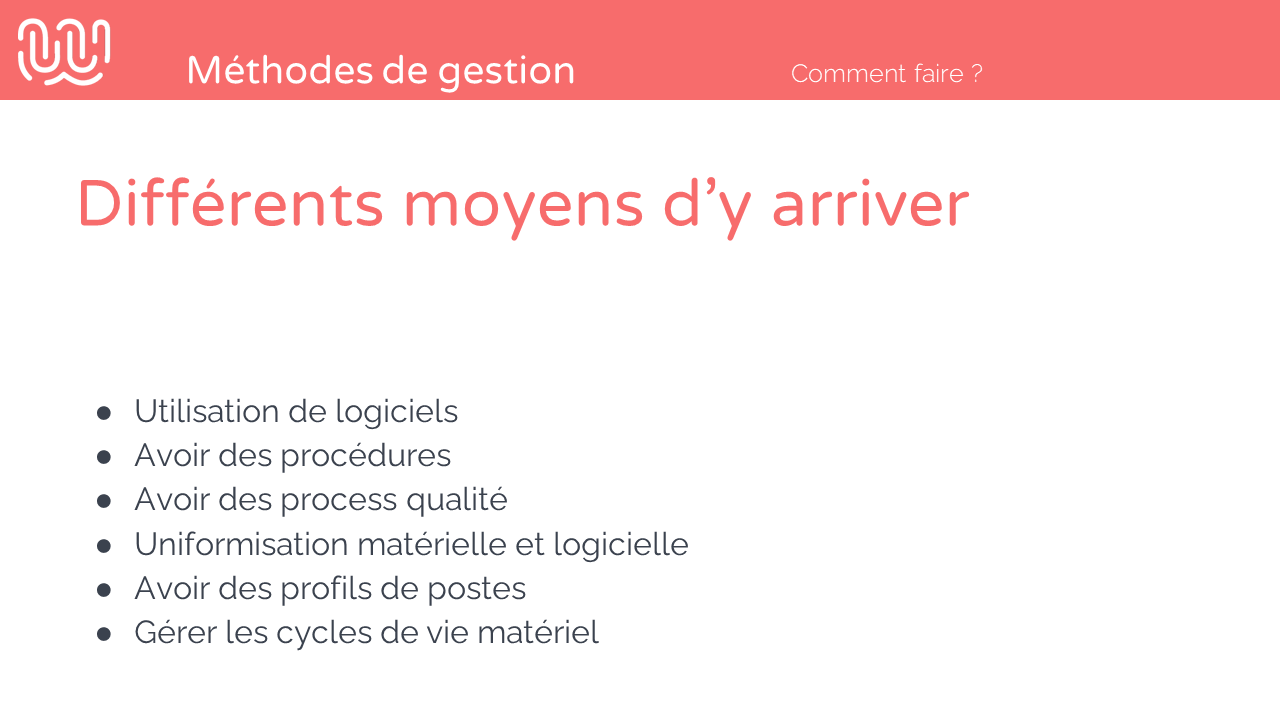 Méthodes de gestion
Comment faire ?
Différents moyens d’y arriver
● Utilisation de logiciels
● Avoir des procédures
● Avoir des process qualité
● Uniformisation matérielle et logicielle
● Avoir des profils de postes
● Gérer les cycles de vie matériel